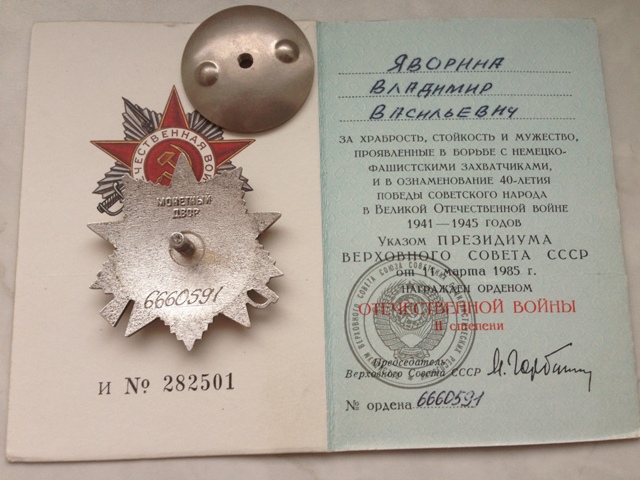 ЧЕСТВЕННАЯ ВОЙ
МОНЕТНЫЙ
ДВОР
6660591
И № 282501
ЯВОРИНА
ВЛАДИМИР
ВАСИЛЬЕВИЧ
ЗА ХРАБРОСТЬ, СТОЙКОСТЬ И МУЖЕСТВО,
ПРОЯВЛЕННЫЕ В БОРЬБЕ С НЕМЕЦКО-
ФАШИСТСКИМИ ЗАХВАТЧИКАМИ,
И В ОЗНАМЕНОВАНИЕ 40-ЛЕТИЯ
ПОБЕДЫ СОВЕТСКОГО НАРОДА
В ВЕЛИКОЙ ОТЕЧЕСТВЕННОЙ ВОЙНЕ
1941—1945 ГОДОВ
УКАЗОМ ПРЕЗИДИУМА
ВЕРХОВНОГО СОВЕТА СССР
от 11 марта 1985 г.
НАГРАЖДЕН ОРДЕНОМ
ОТЕЧЕСТВЕННОЙ ВОЙНЫ
II степени
Председатель
Верховного Совета СССР
№ ордена 6660591